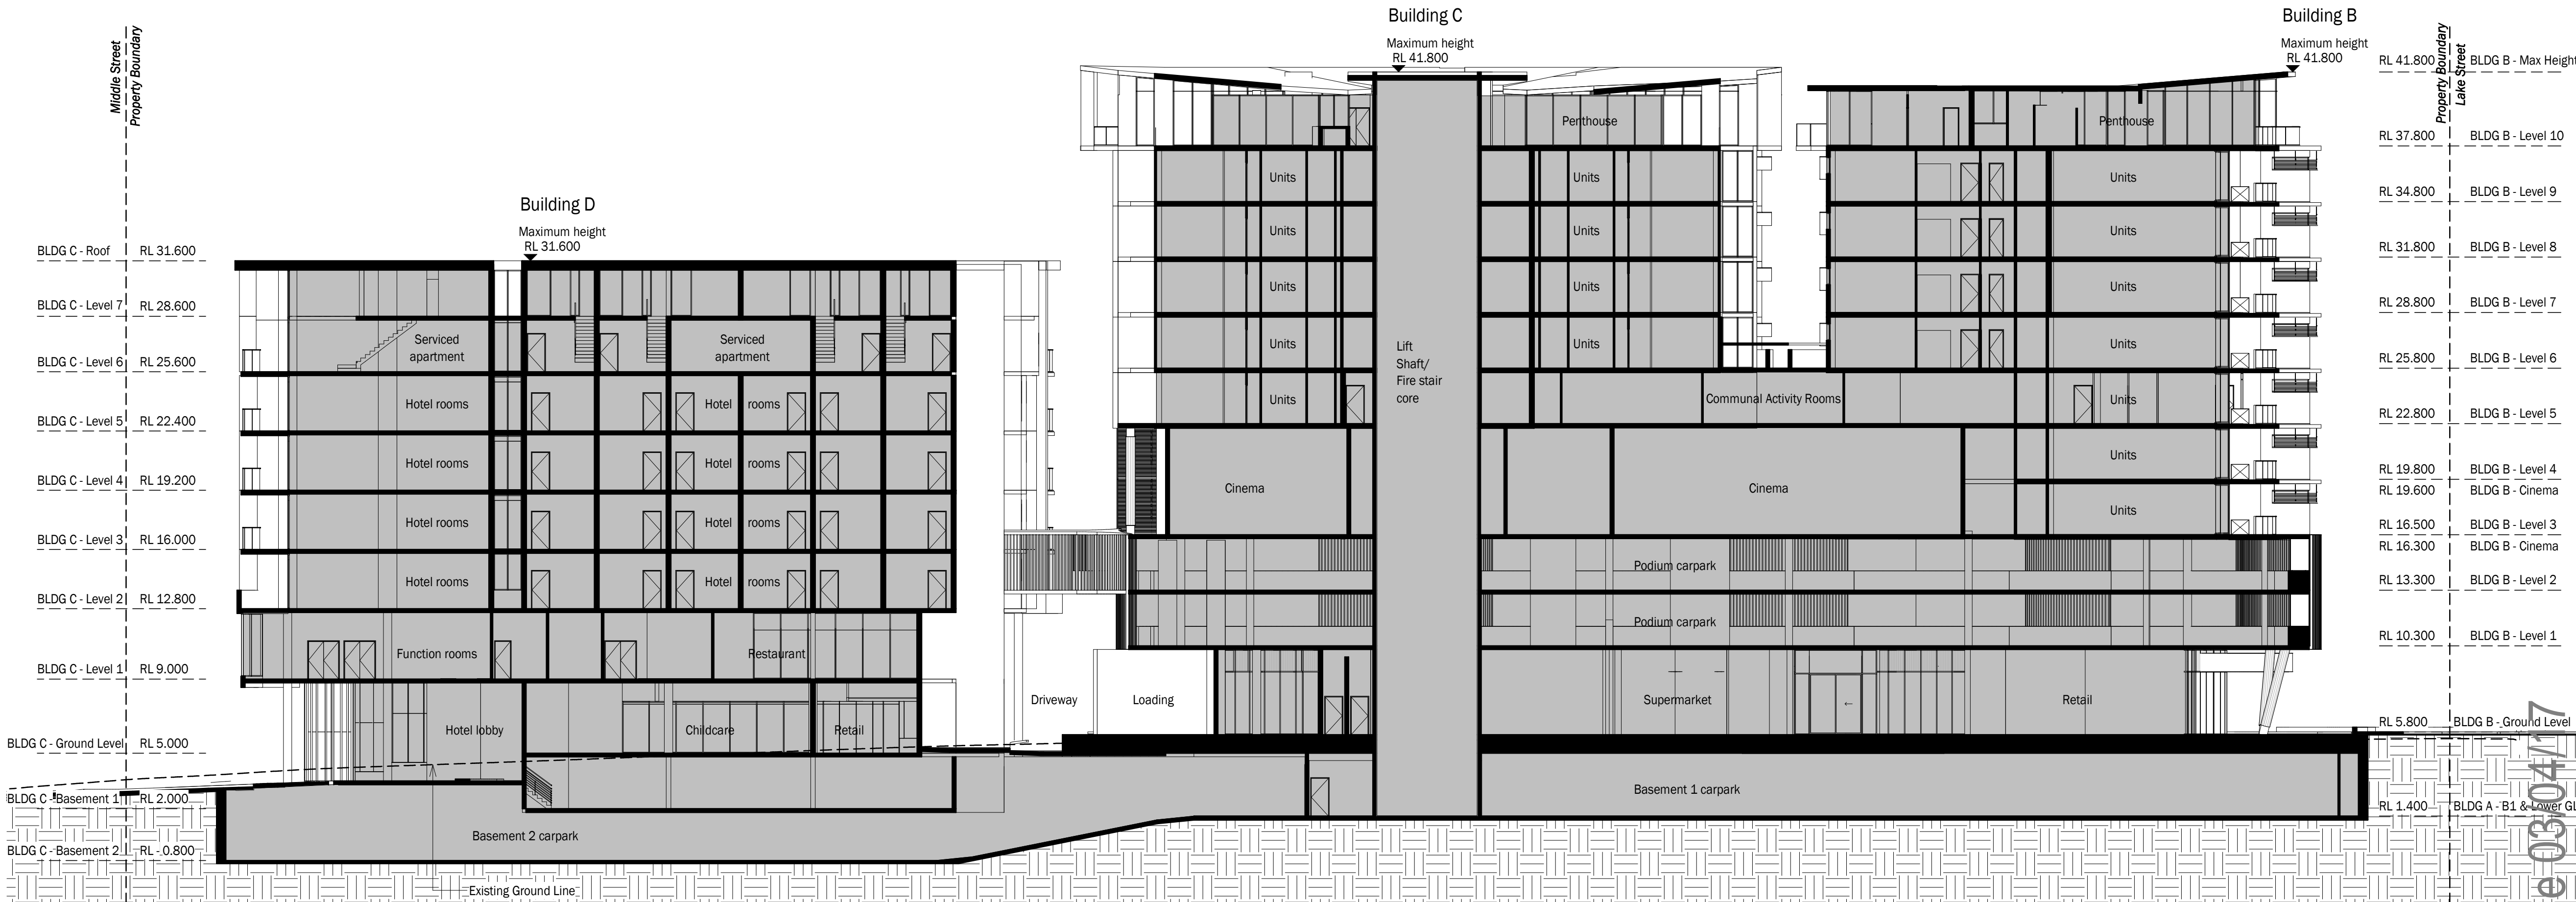 Building C
Maximum height
RL 41.800
Building B
Maximum height
RL 41.800
Building D
Maximum height
RL 31.600
Middle Street
Property Boundary
Property Boundary
Lake Street
BLDG C - Roof RL 31.600
BLDG C - Level 7 RL 28.600
BLDG C - Level 6 RL 25.600
BLDG C - Level 5 RL 22.400
BLDG C - Level 4 RL 19.200
BLDG C - Level 3 RL 16.000
BLDG C - Level 2 RL 12.800
BLDG C - Level 1 RL 9.000
BLDG C - Ground Level RL 5.000
BLDG C - Basement 1 RL 2.000
BLDG C - Basement 2 RL - 0.800
Serviced
apartment
Serviced
apartment
Hotel rooms
Hotel rooms
Hotel rooms
Hotel rooms
Hotel rooms
Hotel rooms
Hotel rooms
Hotel rooms
Function rooms
Restaurant
Hotel lobby
Childcare
Retail
Basement 2 carpark
Existing Ground Line
Driveway
Loading
Penthouse
Units
Units
Units
Units
Units
Units
Units
Units
Units
Lift
Shaft/
Fire stair
core
Communal Activity Rooms
Cinema
Cinema
Podium carpark
Podium carpark
Supermarket
Retail
Basement 1 carpark
Penthouse
Units
Units
Units
Units
Units
Units
Units
RL 41.800 BLDG B - Max Height
RL 37.800 BLDG B - Level 10
RL 34.800 BLDG B - Level 9
RL 31.800 BLDG B - Level 8
RL 28.800 BLDG B - Level 7
RL 25.800 BLDG B - Level 6
RL 22.800 BLDG B - Level 5
RL 19.800 BLDG B - Level 4
RL 19.600 BLDG B - Cinema
RL 16.500 BLDG B - Level 3
RL 16.300 BLDG B - Cinema
RL 13.300 BLDG B - Level 2
RL 10.300 BLDG B - Level 1
RL 5.800 BLDG B - Ground Level
RL 1.400 BLDG A - B1 & Lower GL
e 03/04/17